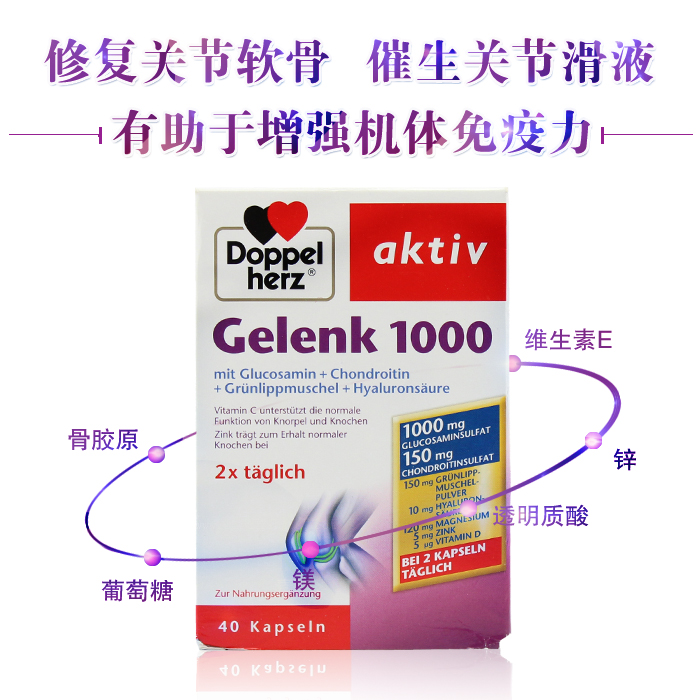 修复关节软骨 催生关节滑液
有助于增强机体免疫力
Doppel
herz®
aktiv
Gelenk 1000
mit Glucosamin + Chondroitin
+ Grünlippmuschel + Hyaluronsäure
Vitamin C unterstützt die normale
Funktion von Knorpel und Knochen
Zink trägt zum Erhalt normaler
Knochen bei
2x täglich
1000 mg
GLUCOSAMINSULFAT
150 mg
CHONDROITINSULFAT
150 mg GRÜNLIPP-
MUSCHEL-
PULVER
10 mg HYALURON-
120 mg MAGNESIUM
5 mg ZINK
5 µg VITAMIN D
BEI 2 KAPSELN
TÄGLICH
维生素E
骨胶原
锌
透明质酸
葡萄糖
镁
Zur Nahrungsergänzung
40 Kapseln